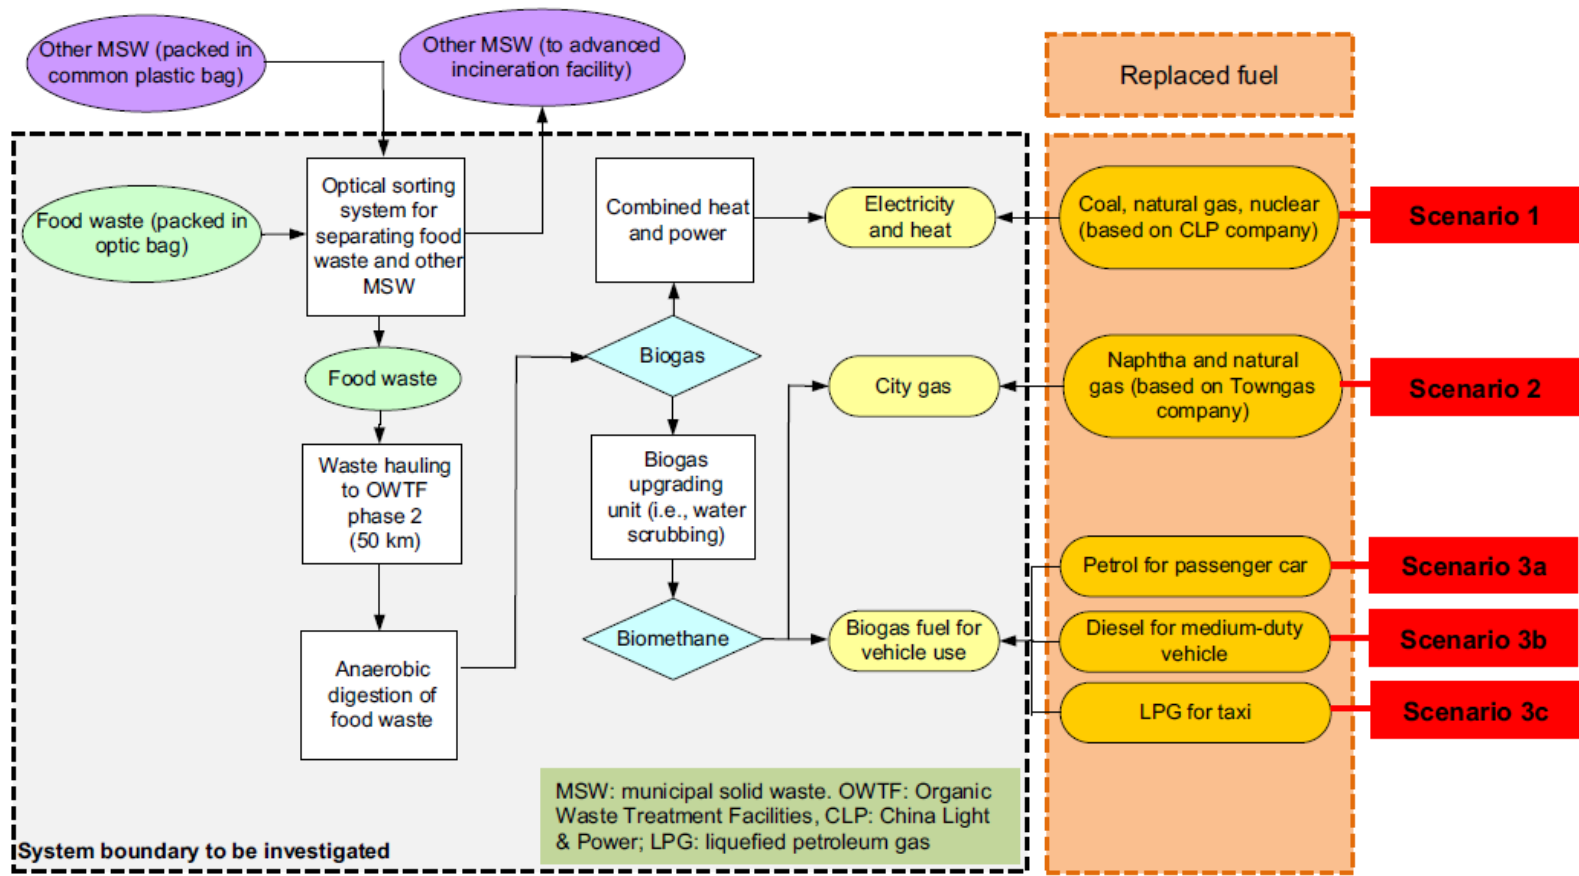 Other MSW (packed in
common plastic bag)
Other MSW (to advanced
incineration facility)
Replaced fuel
Food waste (packed in
optic bag)
Optical sorting
system for
separating food
waste and other
MSW
Combined heat
and power
Electricity
and heat
Coal, natural gas, nuclear
(based on CLP company)
Scenario 1
Food waste
Biogas
City gas
Naphtha and natural
gas (based on Towngas
company)
Scenario 2
Waste hauling
to OWTF
phase 2
(50 km)
Biogas
upgrading
unit (i.e., water
scrubbing)
Petrol for passenger car
Scenario 3a
Anaerobic
digestion of
food waste
Biomethane
Biogas fuel for
vehicle use
Diesel for medium-duty
vehicle
Scenario 3b
LPG for taxi
Scenario 3c
MSW: municipal solid waste. OWTF: Organic
Waste Treatment Facilities, CLP: China Light
& Power; LPG: liquefied petroleum gas
System boundary to be investigated